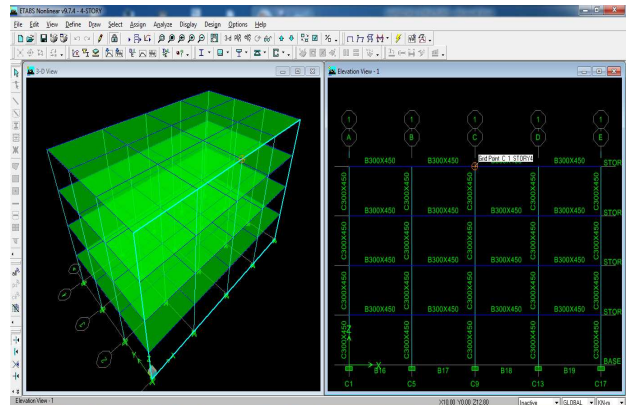 ETABS Nonlinear v9.7.4 - 4-STORY
File Edit View Define Draw Select Assign Analyze Display Design Options Help
3-D View
Elevation View - 1
1 1 1 1 1
A B C D E
Grid Point C 1 STORY4
B300X450 B300X450 B300X450 B300X450 STOR
C300X450 C300X450 C300X450 C300X450 C300X450
B300X450 B300X450 B300X450 B300X450 STOR
C300X450 C300X450 C300X450 C300X450 C300X450
B300X450 B300X450 B300X450 B300X450 STOR
C300X450 C300X450 C300X450 C300X450 C300X450
B300X450 B300X450 B300X450 B300X450 STOR
C300X450 C300X450 C300X450 C300X450 C300X450
BASE
B16 B17 B18 B19
C1 C5 C9 C13 C17
X
Y
Z
X
Elevation View - 1
X10.00 Y0.00 Z12.80
Inactive
GLOBAL
KN-m